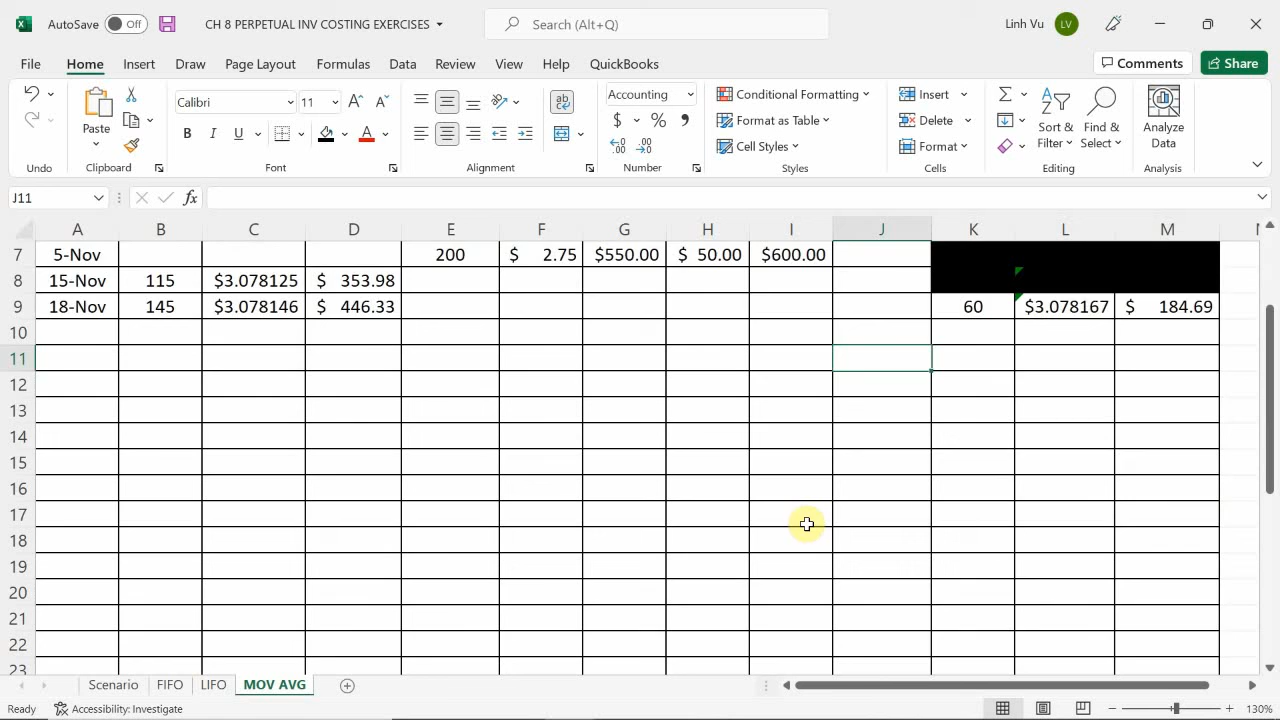 AutoSave Off CH 8 PERPETUAL INV COSTING EXERCISES Search (Alt+Q) Linh Vu LV
File Home Insert Draw Page Layout Formulas Data Review View Help QuickBooks Comments Share
Calibri 11 Accounting Conditional Formatting Insert
Paste B I U $ % Format as Table Delete Sort & Filter Find & Select Analyze Data
Cell Styles Format
Undo Clipboard Font Alignment Number Styles Cells Editing Analysis
J11 fx
A B C D E F G H I J K L M
7 5-Nov 200 $ 2.75 $550.00 $ 50.00 $600.00
8 15-Nov 115 $3.078125 $ 353.98
9 18-Nov 145 $3.078146 $ 446.33 60 $3.078167 $ 184.69
10
11
12
13
14
15
16
17
18
19
20
21
22
23
Scenario FIFO LIFO MOV AVG
Ready Accessibility: Investigate 130%